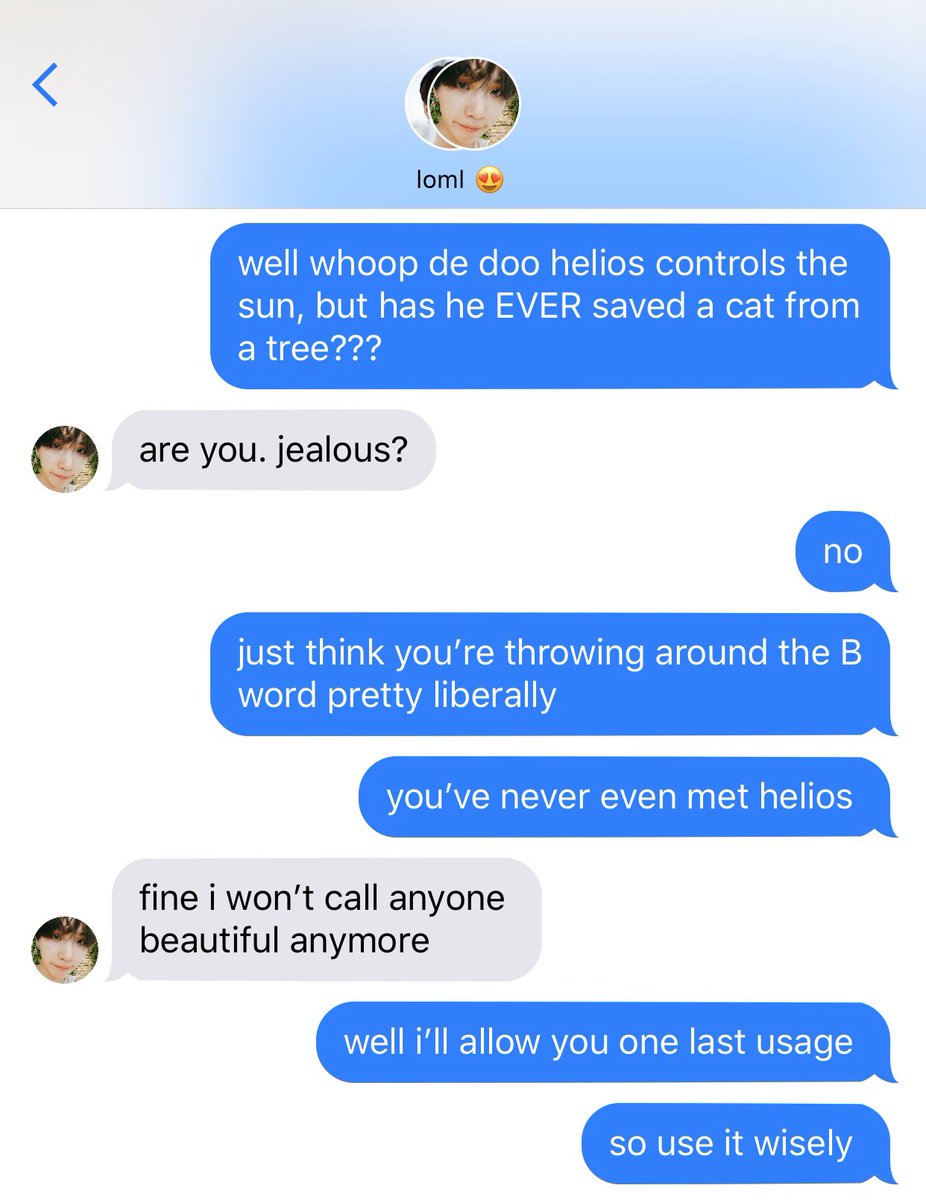 loml 😍
well whoop de doo helios controls the
sun, but has he EVER saved a cat from
a tree???
are you. jealous?
no
just think you’re throwing around the B
word pretty liberally
you’ve never even met helios
fine i won’t call anyone
beautiful anymore
well i’ll allow you one last usage
so use it wisely